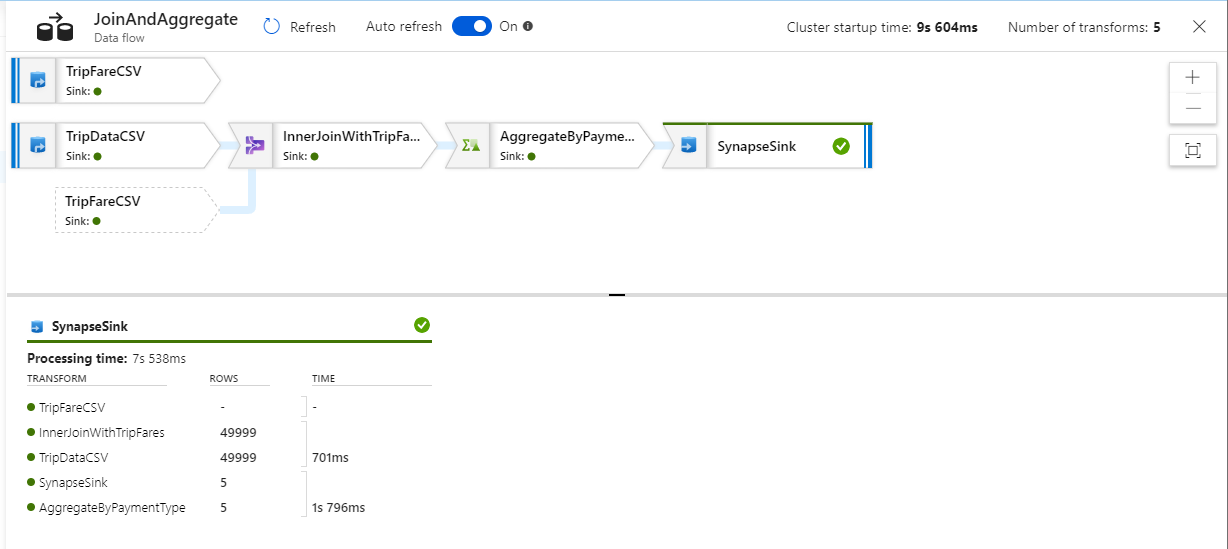 JoinAndAggregate
Data flow
Refresh
Auto refresh On
Cluster startup time: 9s 604ms
Number of transforms: 5
TripFareCSV
Sink:
TripDataCSV
Sink:
InnerJoinWithTripFa...
Sink:
AggregateByPayme...
Sink:
SynapseSink
TripFareCSV
Sink:
SynapseSink
Processing time: 7s 538ms
TRANSFORM ROWS TIME
TripFareCSV - -
InnerJoinWithTripFares 49999
TripDataCSV 49999 701ms
SynapseSink 5
AggregateByPaymentType 5 1s 796ms